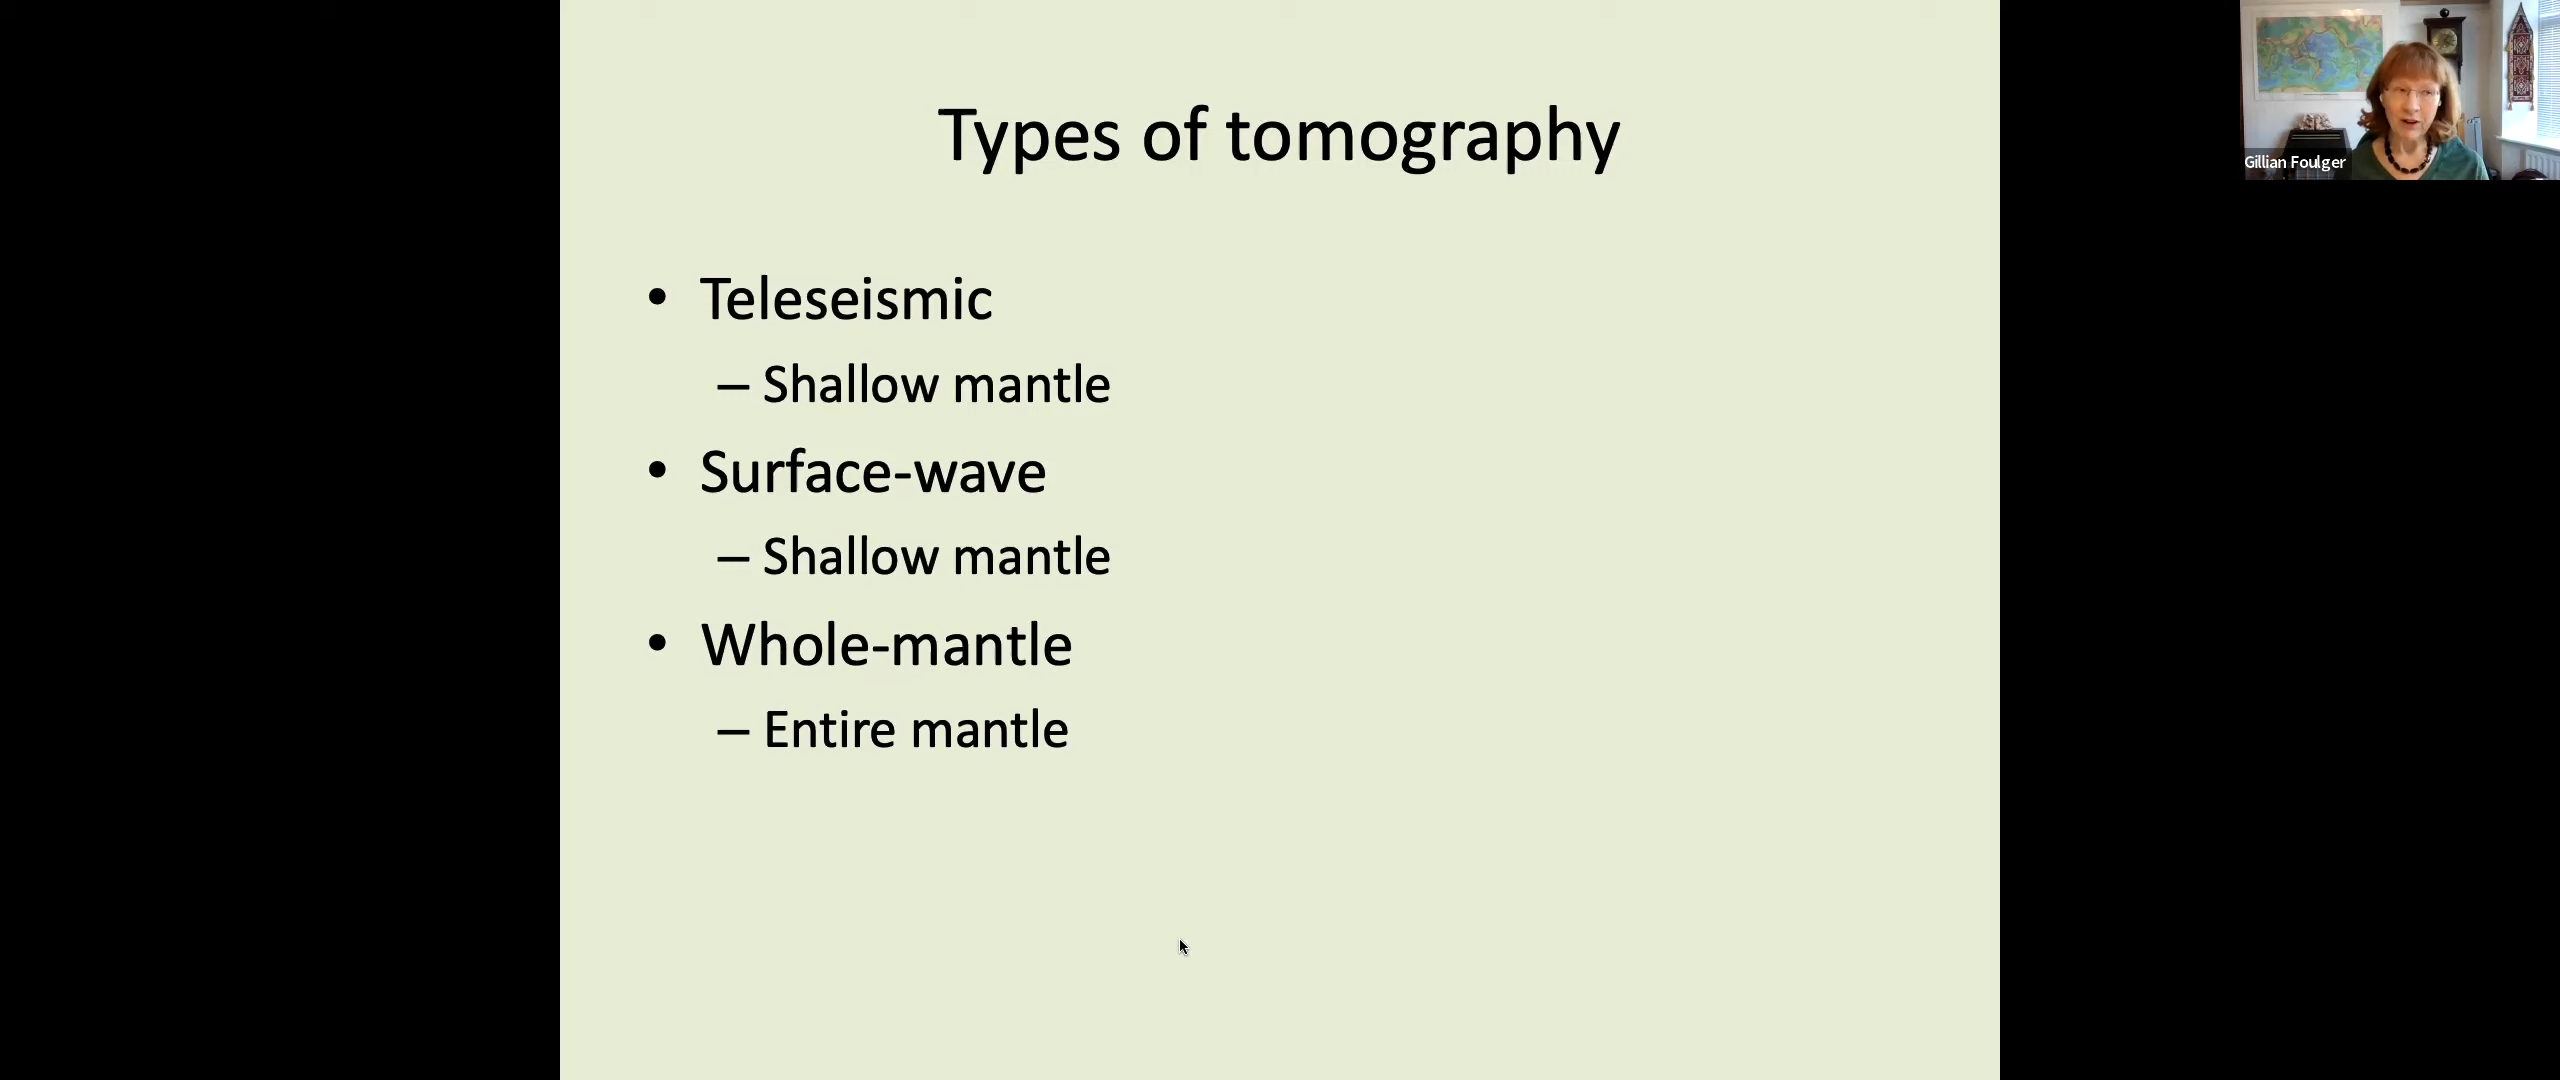 Types of tomography
• Teleseismic
– Shallow mantle
• Surface-wave
– Shallow mantle
• Whole-mantle
– Entire mantle
Gillian Foulger